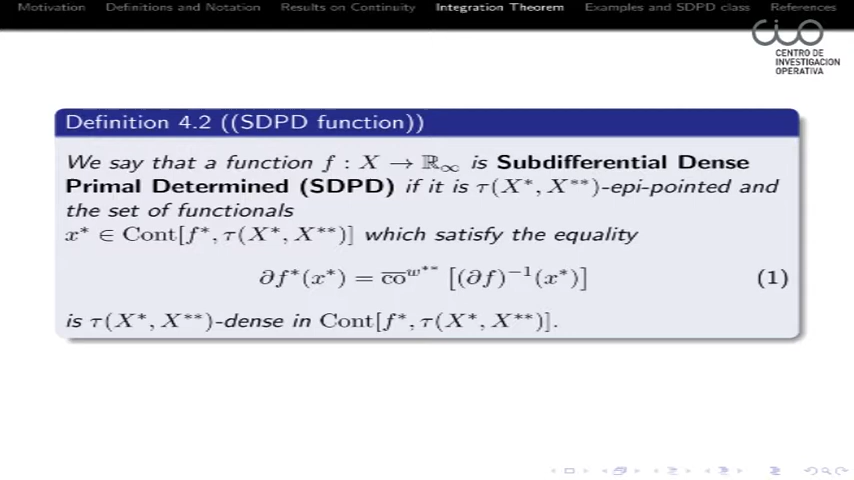 Motivation Definitions and Notation Results on Continuity Integration Theorem Examples and SDPD class References
CENTRO DE
INVESTIGACION
OPERATIVA
Definition 4.2 ((SDPD function))
We say that a function f : X → ℝ∞ is Subdifferential Dense
Primal Determined (SDPD) if it is τ(X*, X**)-epi-pointed and
the set of functionals
x* ∈ Cont[f*, τ(X*, X**)] which satisfy the equality
∂f*(x*) = c̅o̅^{w**} [(∂f)⁻¹(x*)] (1)
is τ(X*, X**)-dense in Cont[f*, τ(X*, X**)].